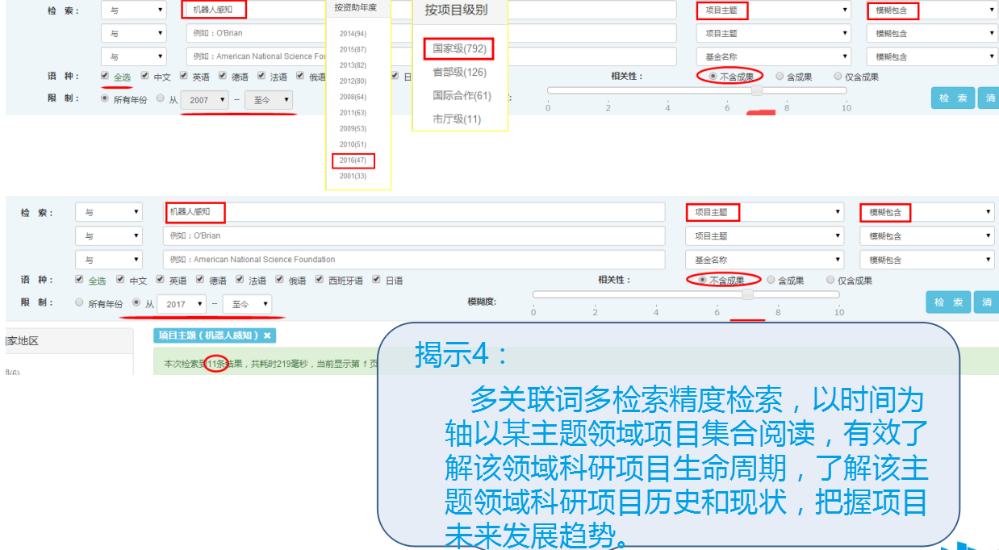 检 索： 与 机器人感知 项目主题 模糊包含
与 例如：O'Brian 项目主题 模糊包含
与 例如：American National Science Fou 基金名称 模糊包含
语 种： 全选 中文 英语 德语 法语 俄语 日 相关性： 不含成果 含成果 仅含成果
限 制： 所有年份 从 2007 -- 至今 0 2 4 6 8 10 检 索 清
按资助年度
2014(94)
2015(87)
2013(82)
2012(80)
2008(64)
2011(63)
2009(53)
2010(51)
2016(47)
2001(33)
按项目级别
国家级(792)
省部级(126)
国际合作(61)
市厅级(11)
检 索： 与 机器人感知 项目主题 模糊包含
与 例如：O'Brian 项目主题 模糊包含
与 例如：American National Science Foundation 基金名称 模糊包含
语 种： 全选 中文 英语 德语 法语 俄语 西班牙语 日语 相关性： 不含成果 含成果 仅含成果
限 制： 所有年份 从 2017 -- 至今 模糊度： 0 2 4 6 8 10 检 索 清
家地区 项目主题（机器人感知）×
本次检索到11条结果，共耗时219毫秒，当前显示第 1 页
揭示4：
多关联词多检索精度检索，以时间为
轴以某主题领域项目集合阅读，有效了
解该领域科研项目生命周期，了解该主
题领域科研项目历史和现状，把握项目
未来发展趋势。